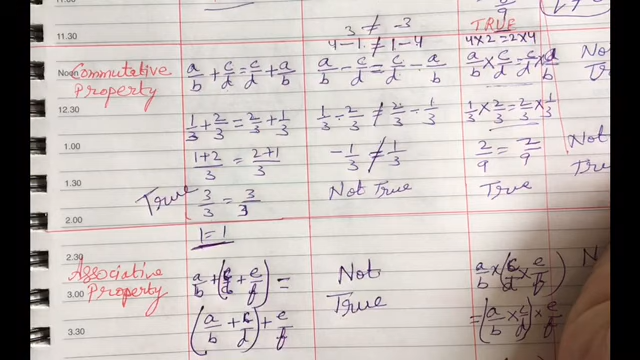 11.30
3 ≠ -3
9
TRUE
4-1 ≠ 1-4
4×2 = 2×4
Noon Commutative Property
a/b + c/d = c/d + a/b
a/b - c/d = c/d - a/b
a/b × c/d = c/d × a/b
Not
12.30
1/3 + 2/3 = 2/3 + 1/3
1/3 ÷ 2/3 ≠ 2/3 ÷ 1/3
1/3 × 2/3 = 2/3 × 1/3
1.00
1+2/3 = 2+1/3
-1/3 ≠ 1/3
2/9 = 2/9
Not
1.30
True
3/3 = 3/3
Not True
True
2.00
1 = 1
2.30
Associative Property
a/b + (c/d + e/f) =
Not True
a/b × (c/d × e/f)
3.00
(a/b + c/d) + e/f
= (a/b × c/d) × e/f
3.30